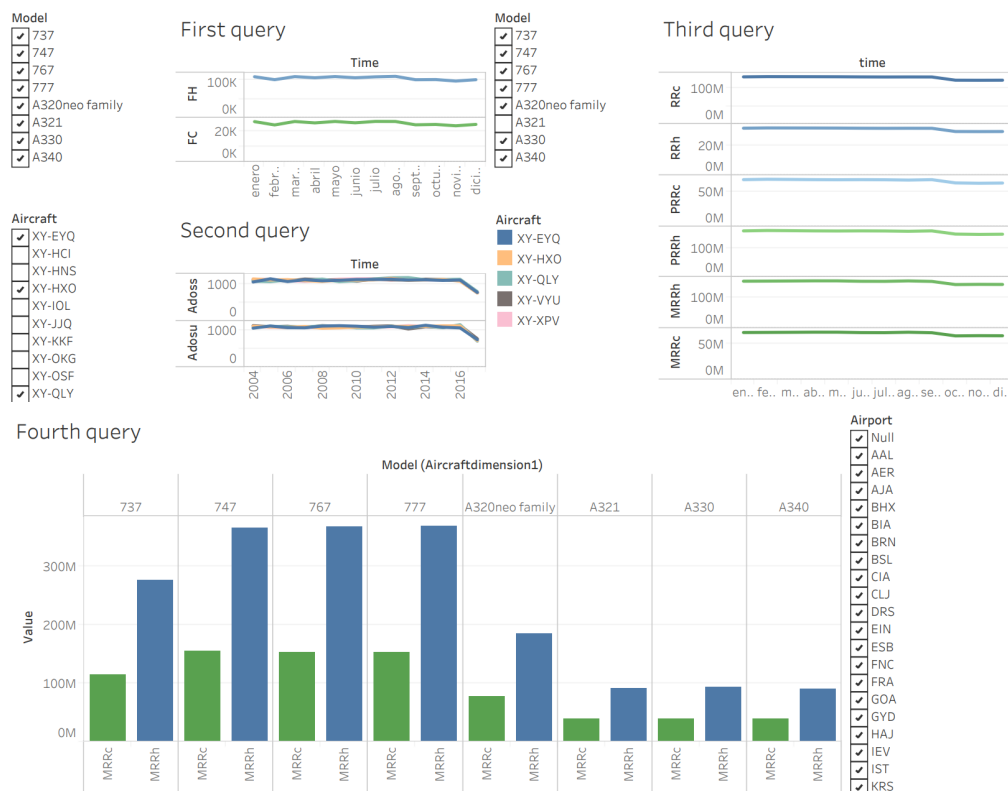 Model
737
747
767
777
A320neo family
A321
A330
A340
First query
Time
FH
100K
0K
FC
20K
0K
enero
febr..
mar..
abril
mayo
junio
julio
ago..
sept..
octu..
novi..
dici..
Model
737
747
767
777
A320neo family
A321
A330
A340
Third query
time
RRc
100M
0M
RRh
20M
0M
PRRc
50M
0M
PRRh
100M
0M
MRRh
100M
0M
MRRc
50M
0M
en.. fe.. m.. ab.. m.. ju.. jul.. ag.. se.. oc.. no.. di..
Aircraft
XY-EYQ
XY-HCI
XY-HNS
XY-HXO
XY-IOL
XY-JJQ
XY-KKF
XY-OKG
XY-OSF
XY-QLY
Second query
Time
Adoss
1000
0
Adosu
1000
0
2004
2006
2008
2010
2012
2014
2016
Aircraft
XY-EYQ
XY-HXO
XY-QLY
XY-VYU
XY-XPV
Fourth query
Model (Aircraftdimension1)
737 747 767 777 A320neo family A321 A330 A340
Value
300M
200M
100M
0M
MRRc MRRh MRRc MRRh MRRc MRRh MRRc MRRh MRRc MRRh MRRc MRRh MRRc MRRh MRRc MRRh
Airport
Null
AAL
AER
AJA
BHX
BIA
BRN
BSL
CIA
CLJ
DRS
EIN
ESB
FNC
FRA
GOA
GYD
HAJ
IEV
IST
KRS